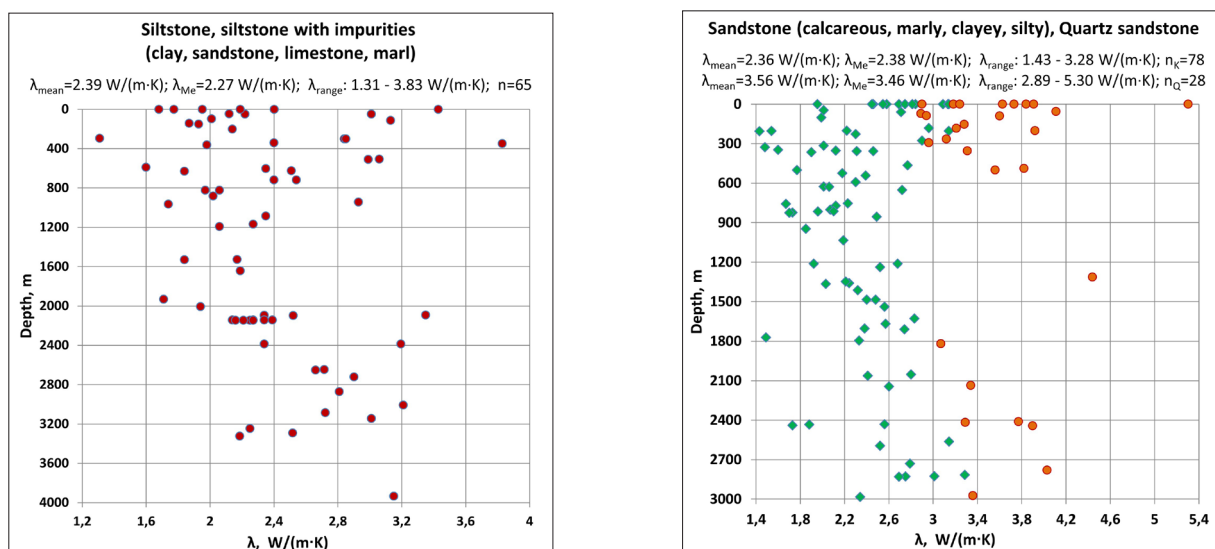 Siltstone, siltstone with impurities
(clay, sandstone, limestone, marl)
λmean=2.39 W/(m·K); λMe=2.27 W/(m·K); λrange: 1.31 - 3.83 W/(m·K); n=65
0
400
800
1200
1600
2000
2400
2800
3200
3600
4000
Depth, m
1,2 1,6 2 2,4 2,8 3,2 3,6 4
λ, W/(m·K)
Sandstone (calcareous, marly, clayey, silty), Quartz sandstone
λmean=2.36 W/(m·K); λMe=2.38 W/(m·K); λrange: 1.43 - 3.28 W/(m·K); nK=78
λmean=3.56 W/(m·K); λMe=3.46 W/(m·K); λrange: 2.89 - 5.30 W/(m·K); nQ=28
0
300
600
900
1200
1500
1800
2100
2400
2700
3000
Depth, m
1,4 1,8 2,2 2,6 3 3,4 3,8 4,2 4,6 5 5,4
λ, W/(m·K)